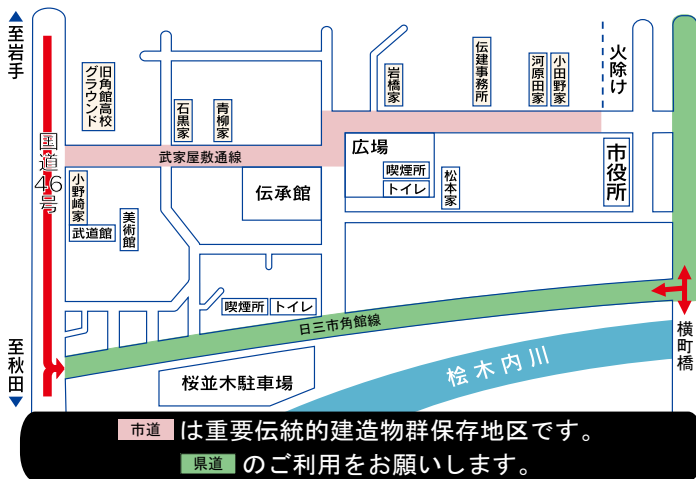 至岩手
旧角館高校
グラウンド
石黒家
青柳家
岩橋家
伝建事務所
河原田家
小田野家
火除け
国道46号
武家屋敷通線
広場
喫煙所
トイレ
松本家
市役所
小野崎家
武道館
美術館
伝承館
喫煙所
トイレ
日三市角館線
横町橋
至秋田
桜並木駐車場
桧木内川
市道 は重要伝統的建造物群保存地区です。
県道 のご利用をお願いします。